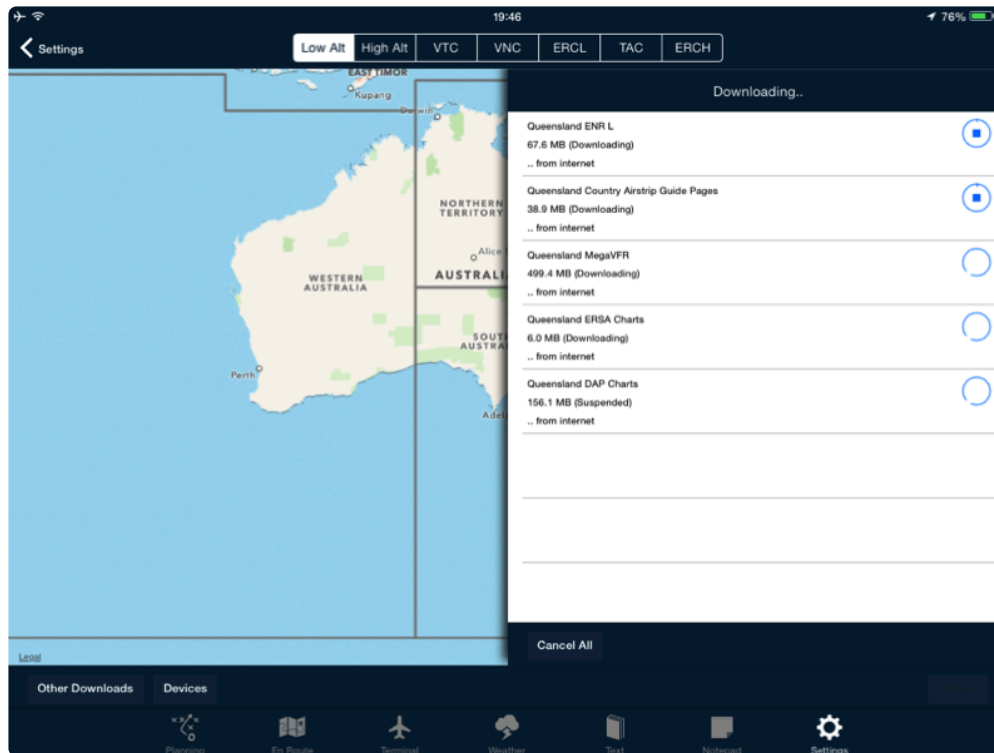 19:46
76%
Settings
Low Alt
High Alt
VTC
VNC
ERCL
TAC
ERCH
EAST TIMOR
Kupang
Darwin
NORTHERN
TERRITORY
Alice
WESTERN
AUSTRALIA
AUSTRALI
SOUT
AUSTRA
Perth
Adel
Legal
Downloading..
Queensland ENR L
67.6 MB (Downloading)
.. from internet
Queensland Country Airstrip Guide Pages
38.9 MB (Downloading)
.. from internet
Queensland MegaVFR
499.4 MB (Downloading)
.. from internet
Queensland ERSA Charts
6.0 MB (Downloading)
.. from internet
Queensland DAP Charts
156.1 MB (Suspended)
.. from internet
Cancel All
Other Downloads
Devices
Planning
En Route
Terminal
Weather
Text
Notepad
Settings